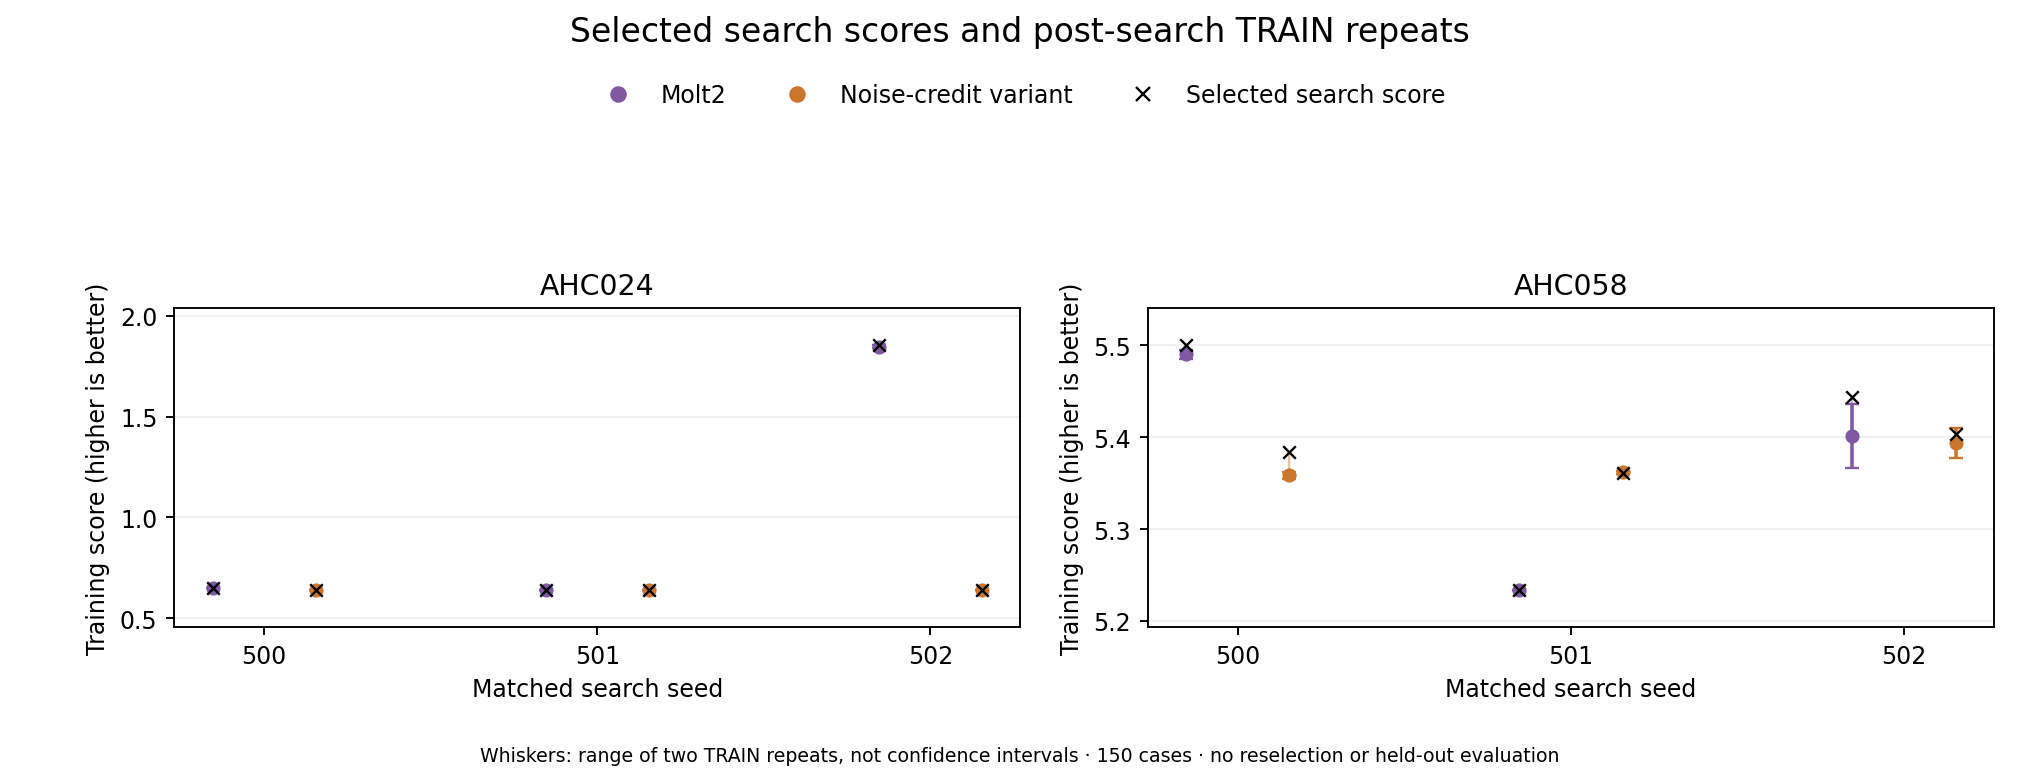 Selected search scores and post-search TRAIN repeats
Molt2
Noise-credit variant
Selected search score
AHC024
Training score (higher is better)
2.0
1.5
1.0
0.5
500
501
502
Matched search seed
AHC058
Training score (higher is better)
5.5
5.4
5.3
5.2
500
501
502
Matched search seed
Whiskers: range of two TRAIN repeats, not confidence intervals · 150 cases · no reselection or held-out evaluation